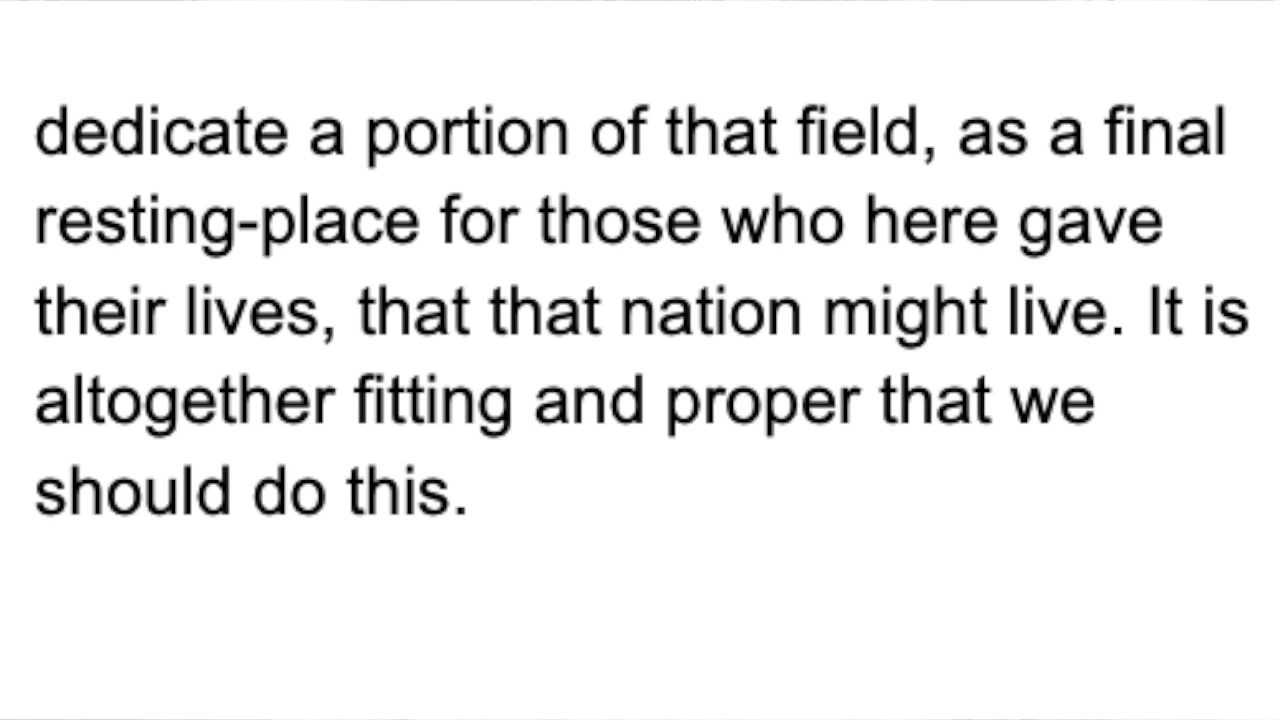 dedicate a portion of that field, as a final
resting-place for those who here gave
their lives, that that nation might live. It is
altogether fitting and proper that we
should do this.